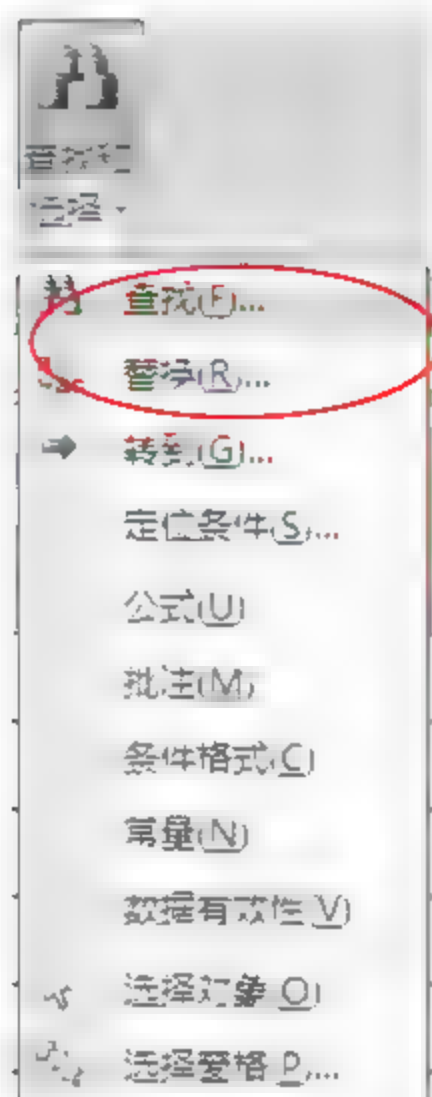 查找和
选择
查找(F)...
替换(R)...
转到(G)...
定位条件(S)...
公式(U)
批注(M)
条件格式(C)
常量(N)
数据有效性(V)
选择对象(O)
选择窗格(P)...